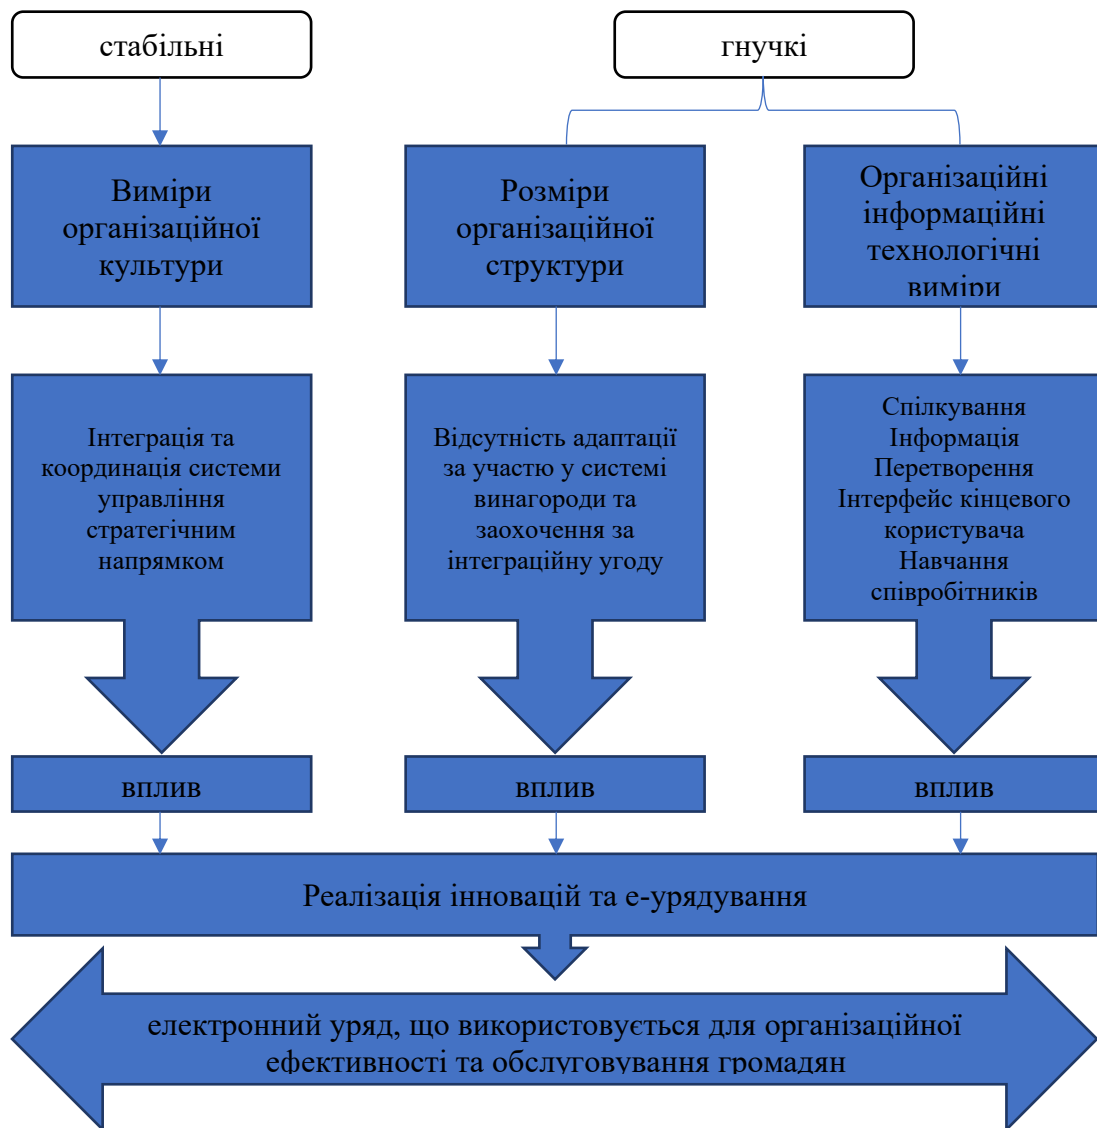 стабільні
гнучкі
Виміри
організаційної
культури
Розміри
організаційної
структури
Організаційні
інформаційні
технологічні
виміри
Інтеграція та
координація системи
управління
стратегічним
напрямком
Відсутність адаптації
за участю у системі
винагороди та
заохочення за
інтеграційну угоду
Спілкування
Інформація
Перетворення
Інтерфейс кінцевого
користувача
Навчання
співробітників
вплив
вплив
вплив
Реалізація інновацій та е-урядування
електронний уряд, що використовується для організаційної
ефективності та обслуговування громадян